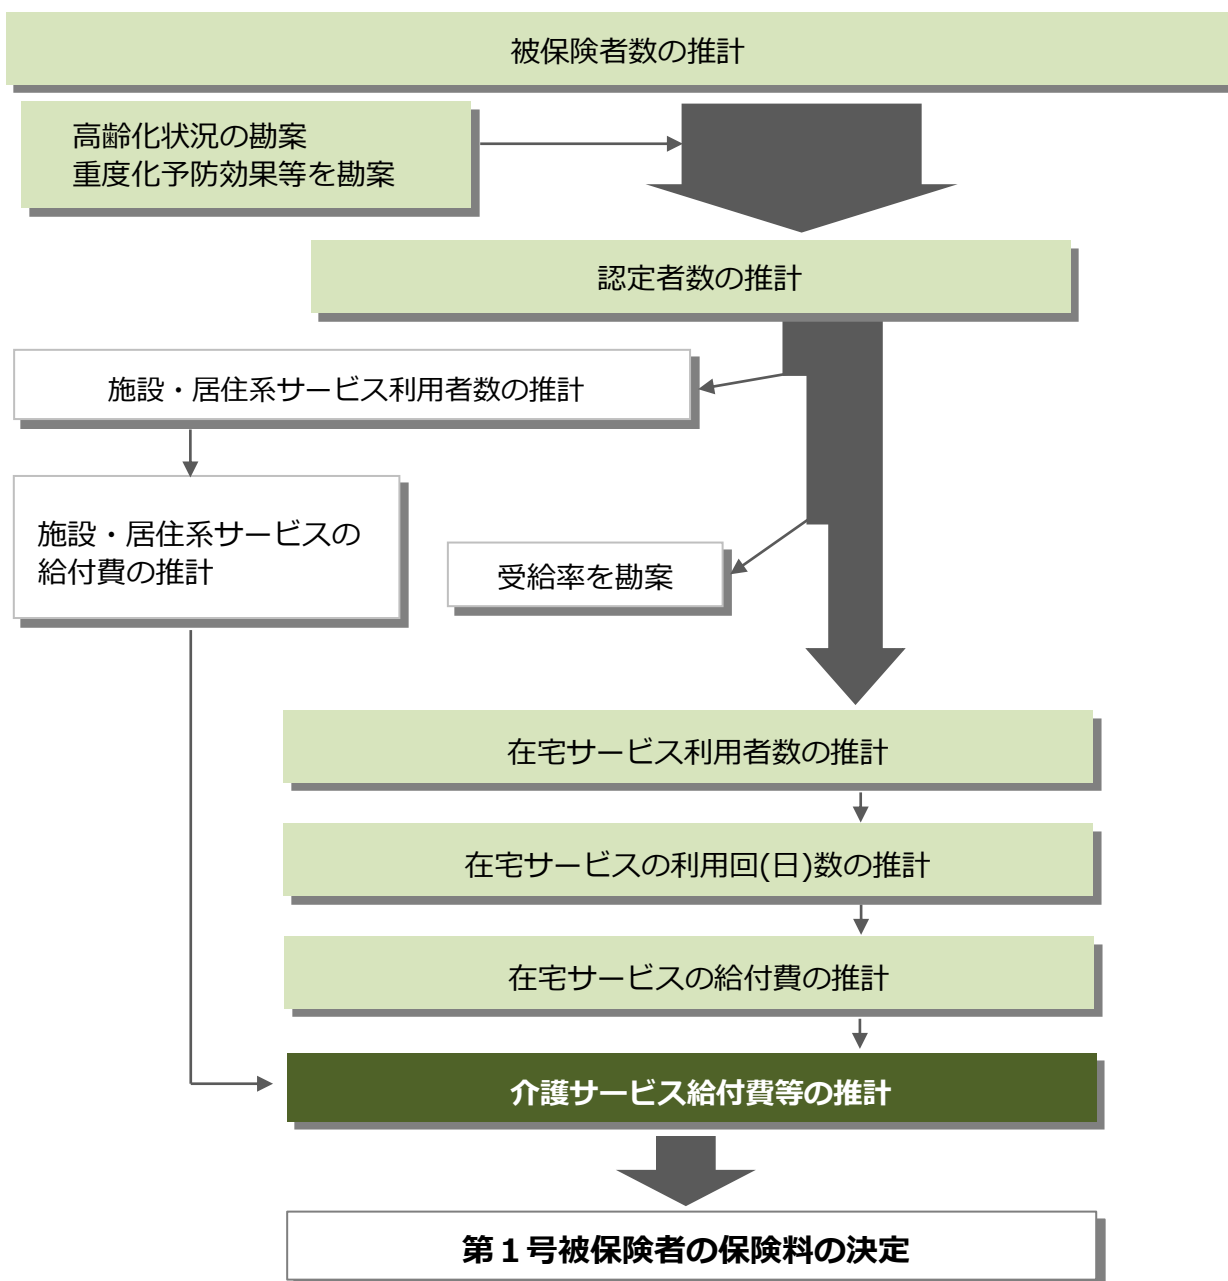 被保険者数の推計
高齢化状況の勘案
重度化予防効果等を勘案
認定者数の推計
施設・居住系サービス利用者数の推計
施設・居住系サービスの
給付費の推計
受給率を勘案
在宅サービス利用者数の推計
在宅サービスの利用回(日)数の推計
在宅サービスの給付費の推計
介護サービス給付費等の推計
第１号被保険者の保険料の決定